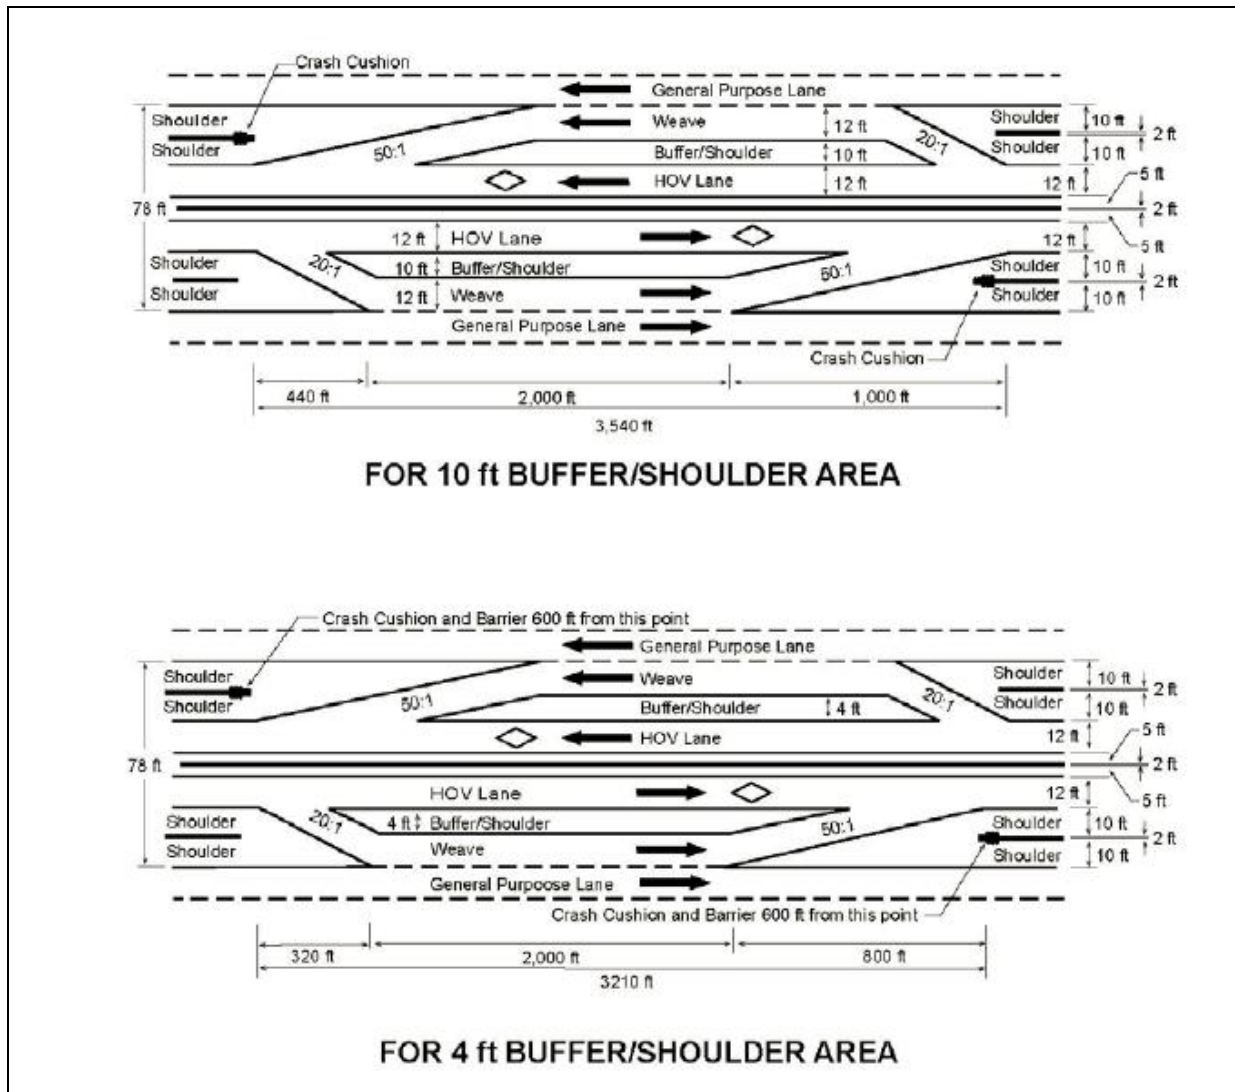 Crash Cushion
General Purpose Lane
Shoulder
Shoulder
50:1
Weave
12 ft
Buffer/Shoulder
10 ft
HOV Lane
12 ft
20:1
Shoulder
Shoulder
10 ft
2 ft
10 ft
12 ft
5 ft
78 ft
2 ft
5 ft
12 ft
HOV Lane
12 ft
Shoulder
Shoulder
20:1
10 ft
Buffer/Shoulder
50:1
12 ft
Weave
Shoulder
Shoulder
10 ft
2 ft
10 ft
General Purpose Lane
Crash Cushion
440 ft
2,000 ft
1,000 ft
3,540 ft
FOR 10 ft BUFFER/SHOULDER AREA
Crash Cushion and Barrier 600 ft from this point
General Purpose Lane
Shoulder
Shoulder
50:1
Weave
Buffer/Shoulder
4 ft
HOV Lane
20:1
Shoulder
Shoulder
10 ft
2 ft
10 ft
12 ft
5 ft
78 ft
2 ft
5 ft
12 ft
HOV Lane
Shoulder
Shoulder
20:1
4 ft
Buffer/Shoulder
50:1
Weave
Shoulder
Shoulder
10 ft
2 ft
10 ft
General Purpoose Lane
Crash Cushion and Barrier 600 ft from this point
320 ft
2,000 ft
800 ft
3210 ft
FOR 4 ft BUFFER/SHOULDER AREA